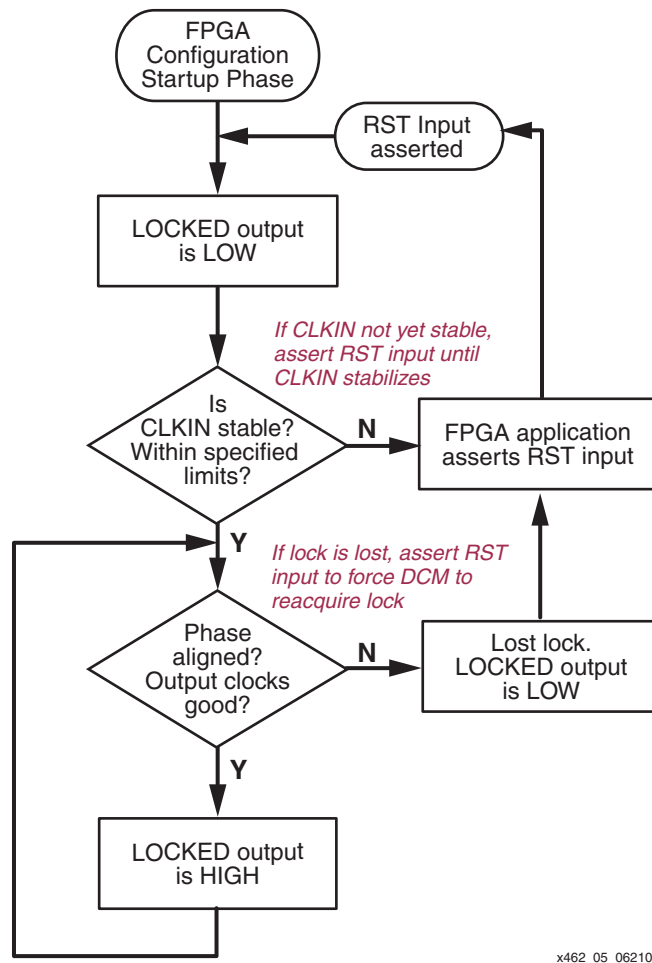 FPGA
Configuration
Startup Phase
RST Input
asserted
LOCKED output
is LOW
If CLKIN not yet stable,
assert RST input until
CLKIN stabilizes
Is
CLKIN stable?
Within specified
limits?
N
FPGA application
asserts RST input
Y
If lock is lost, assert RST
input to force DCM to
reacquire lock
Phase
aligned?
Output clocks
good?
N
Lost lock.
LOCKED output
is LOW
Y
LOCKED output
is HIGH
x462_05_06210